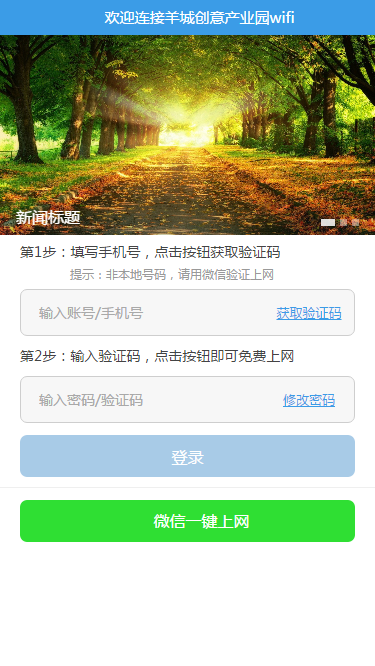 欢迎连接羊城创意产业园wifi
新闻标题
第1步：填写手机号，点击按钮获取验证码
提示：非本地号码，请用微信验证上网
输入账号/手机号 获取验证码
第2步：输入验证码，点击按钮即可免费上网
输入密码/验证码 修改密码
登录
微信一键上网